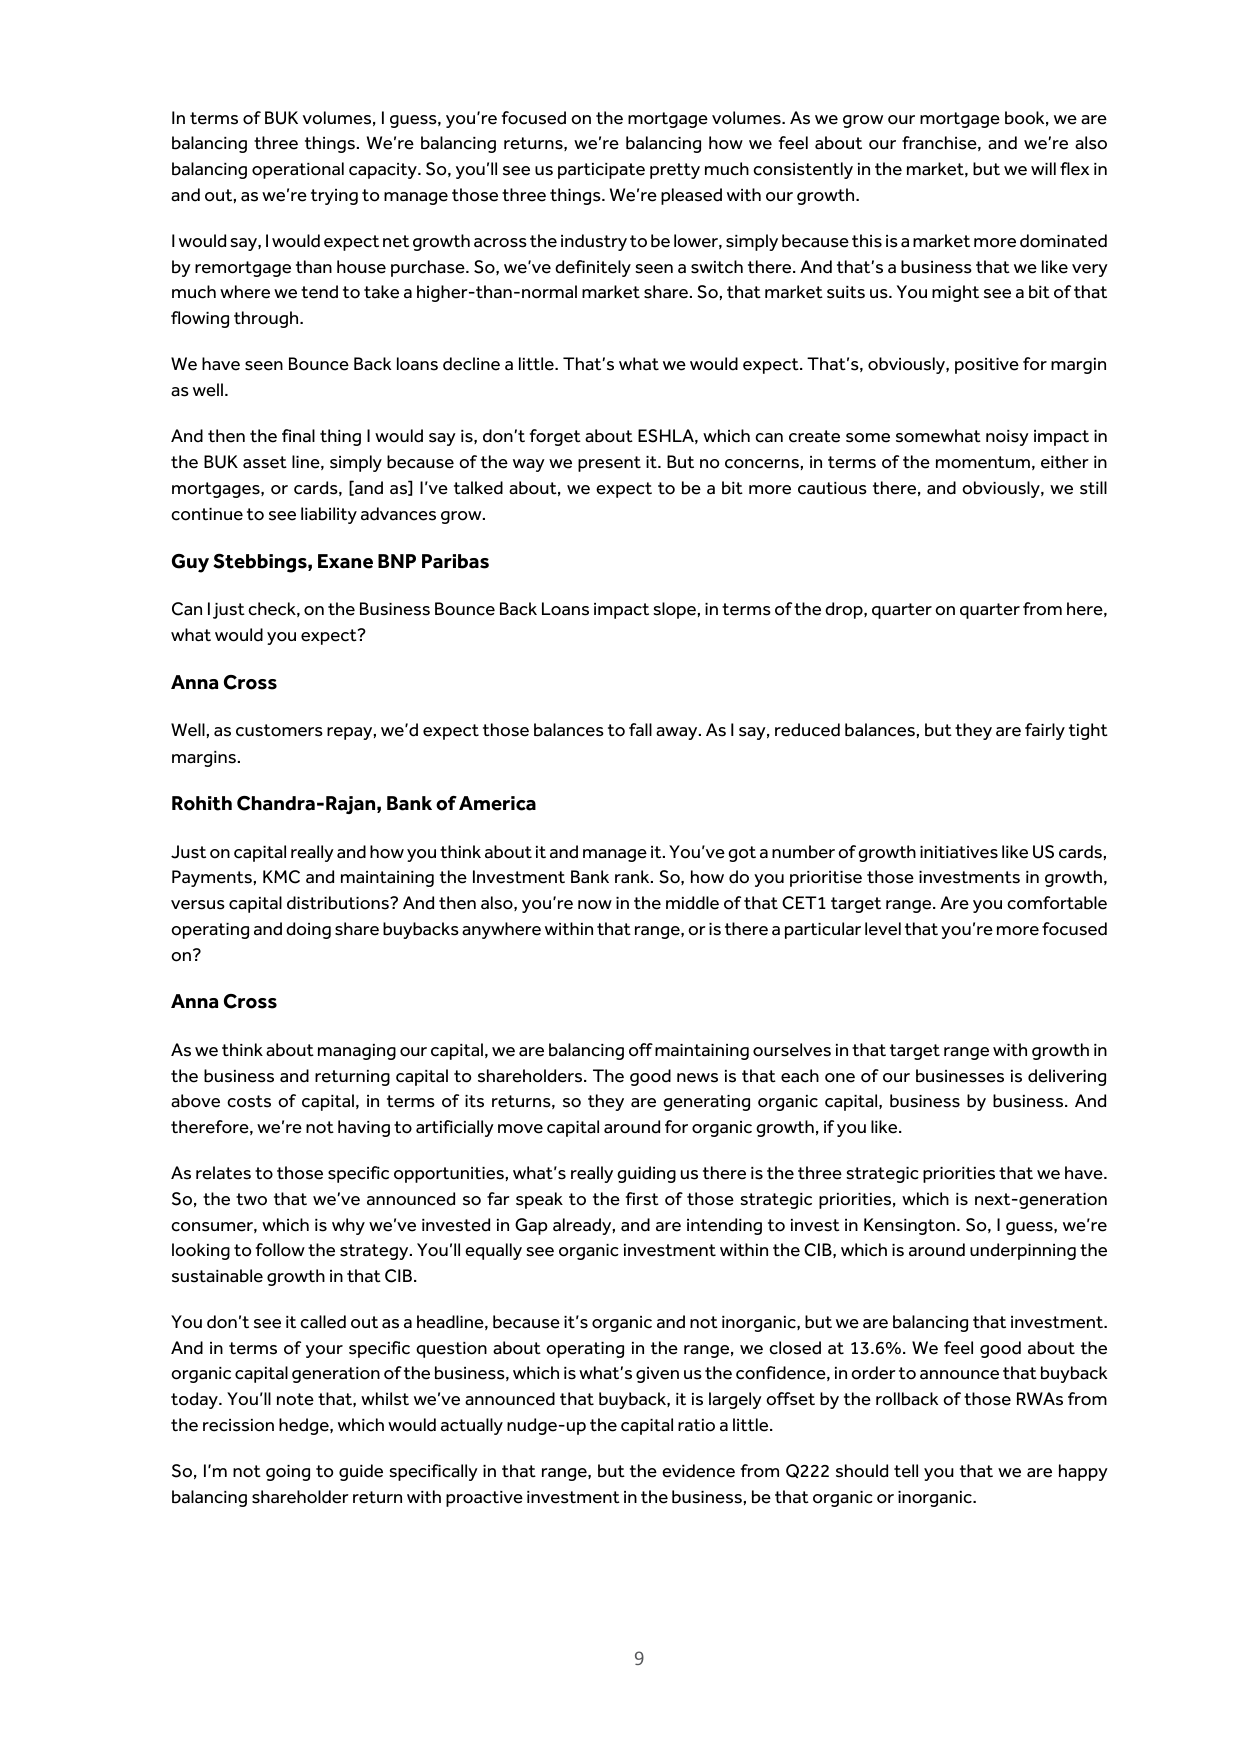 In terms of BUK volumes, I guess, you're focused on the mortgage volumes. As we grow our mortgage book, we are
balancing three things. We're balancing returns, we're balancing how we feel about our franchise, and we're also
balancing operational capacity. So, you'll see us participate pretty much consistently in the market, but we will flex in
and out, as we're trying to manage those three things. We're pleased with our growth.
I would say, I would expect net growth across the industry to be lower, simply because this is a market more dominated
by remortgage than house purchase. So, we've definitely seen a switch there. And that's a business that we like very
much where we tend to take a higher-than-normal market share. So, that market suits us. You might see a bit of that
flowing through.
We have seen Bounce Back loans decline a little. That's what we would expect. That's, obviously, positive for margin
as well.
And then the final thing I would say is, don't forget about ESHLA, which can create some somewhat noisy impact in
the BUK asset line, simply because of the way we present it. But no concerns, in terms of the momentum, either in
mortgages, or cards, [and as] I've talked about, we expect to be a bit more cautious there, and obviously, we still
continue to see liability advances grow.
Guy Stebbings, Exane BNP Paribas
Can I just check, on the Business Bounce Back Loans impact slope, in terms of the drop, quarter on quarter from here,
what would you expect?
Anna Cross
Well, as customers repay, we'd expect those balances to fall away. As I say, reduced balances, but they are fairly tight
margins.
Rohith Chandra-Rajan, Bank of America
Just on capital really and how you think about it and manage it. You've got a number of growth initiatives like US cards,
Payments, KMC and maintaining the Investment Bank rank. So, how do you prioritise those investments in growth,
versus capital distributions? And then also, you're now in the middle of that CET1 target range. Are you comfortable
operating and doing share buybacks anywhere within that range, or is there a particular level that you're more focused
on?
Anna Cross
As we think about managing our capital, we are balancing off maintaining ourselves in that target range with growth in
the business and returning capital to shareholders. The good news is that each one of our businesses is delivering
above costs of capital, in terms of its returns, so they are generating organic capital, business by business. And
therefore, we're not having to artificially move capital around for organic growth, if you like.
As relates to those specific opportunities, what's really guiding us there is the three strategic priorities that we have.
So, the two that we've announced so far speak to the first of those strategic priorities, which is next-generation
consumer, which is why we've invested in Gap already, and are intending to invest in Kensington. So, I guess, we're
looking to follow the strategy. You'll equally see organic investment within the CIB, which is around underpinning the
sustainable growth in that CIB.
You don't see it called out as a headline, because it's organic and not inorganic, but we are balancing that investment.
And in terms of your specific question about operating in the range, we closed at 13.6%. We feel good about the
organic capital generation of the business, which is what's given us the confidence, in order to announce that buyback
today. You'll note that, whilst we've announced that buyback, it is largely offset by the rollback of those RWAs from
the recission hedge, which would actually nudge-up the capital ratio a little.
So, I'm not going to guide specifically in that range, but the evidence from Q222 should tell you that we are happy
balancing shareholder return with proactive investment in the business, be that organic or inorganic.
9